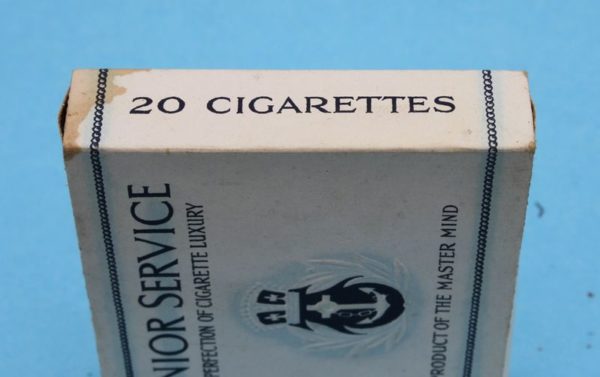 20 CIGARETTES
NIOR SERVICE
PERFECTION OF CIGARETTE LUXURY
PRODUCT OF THE MASTER MIND